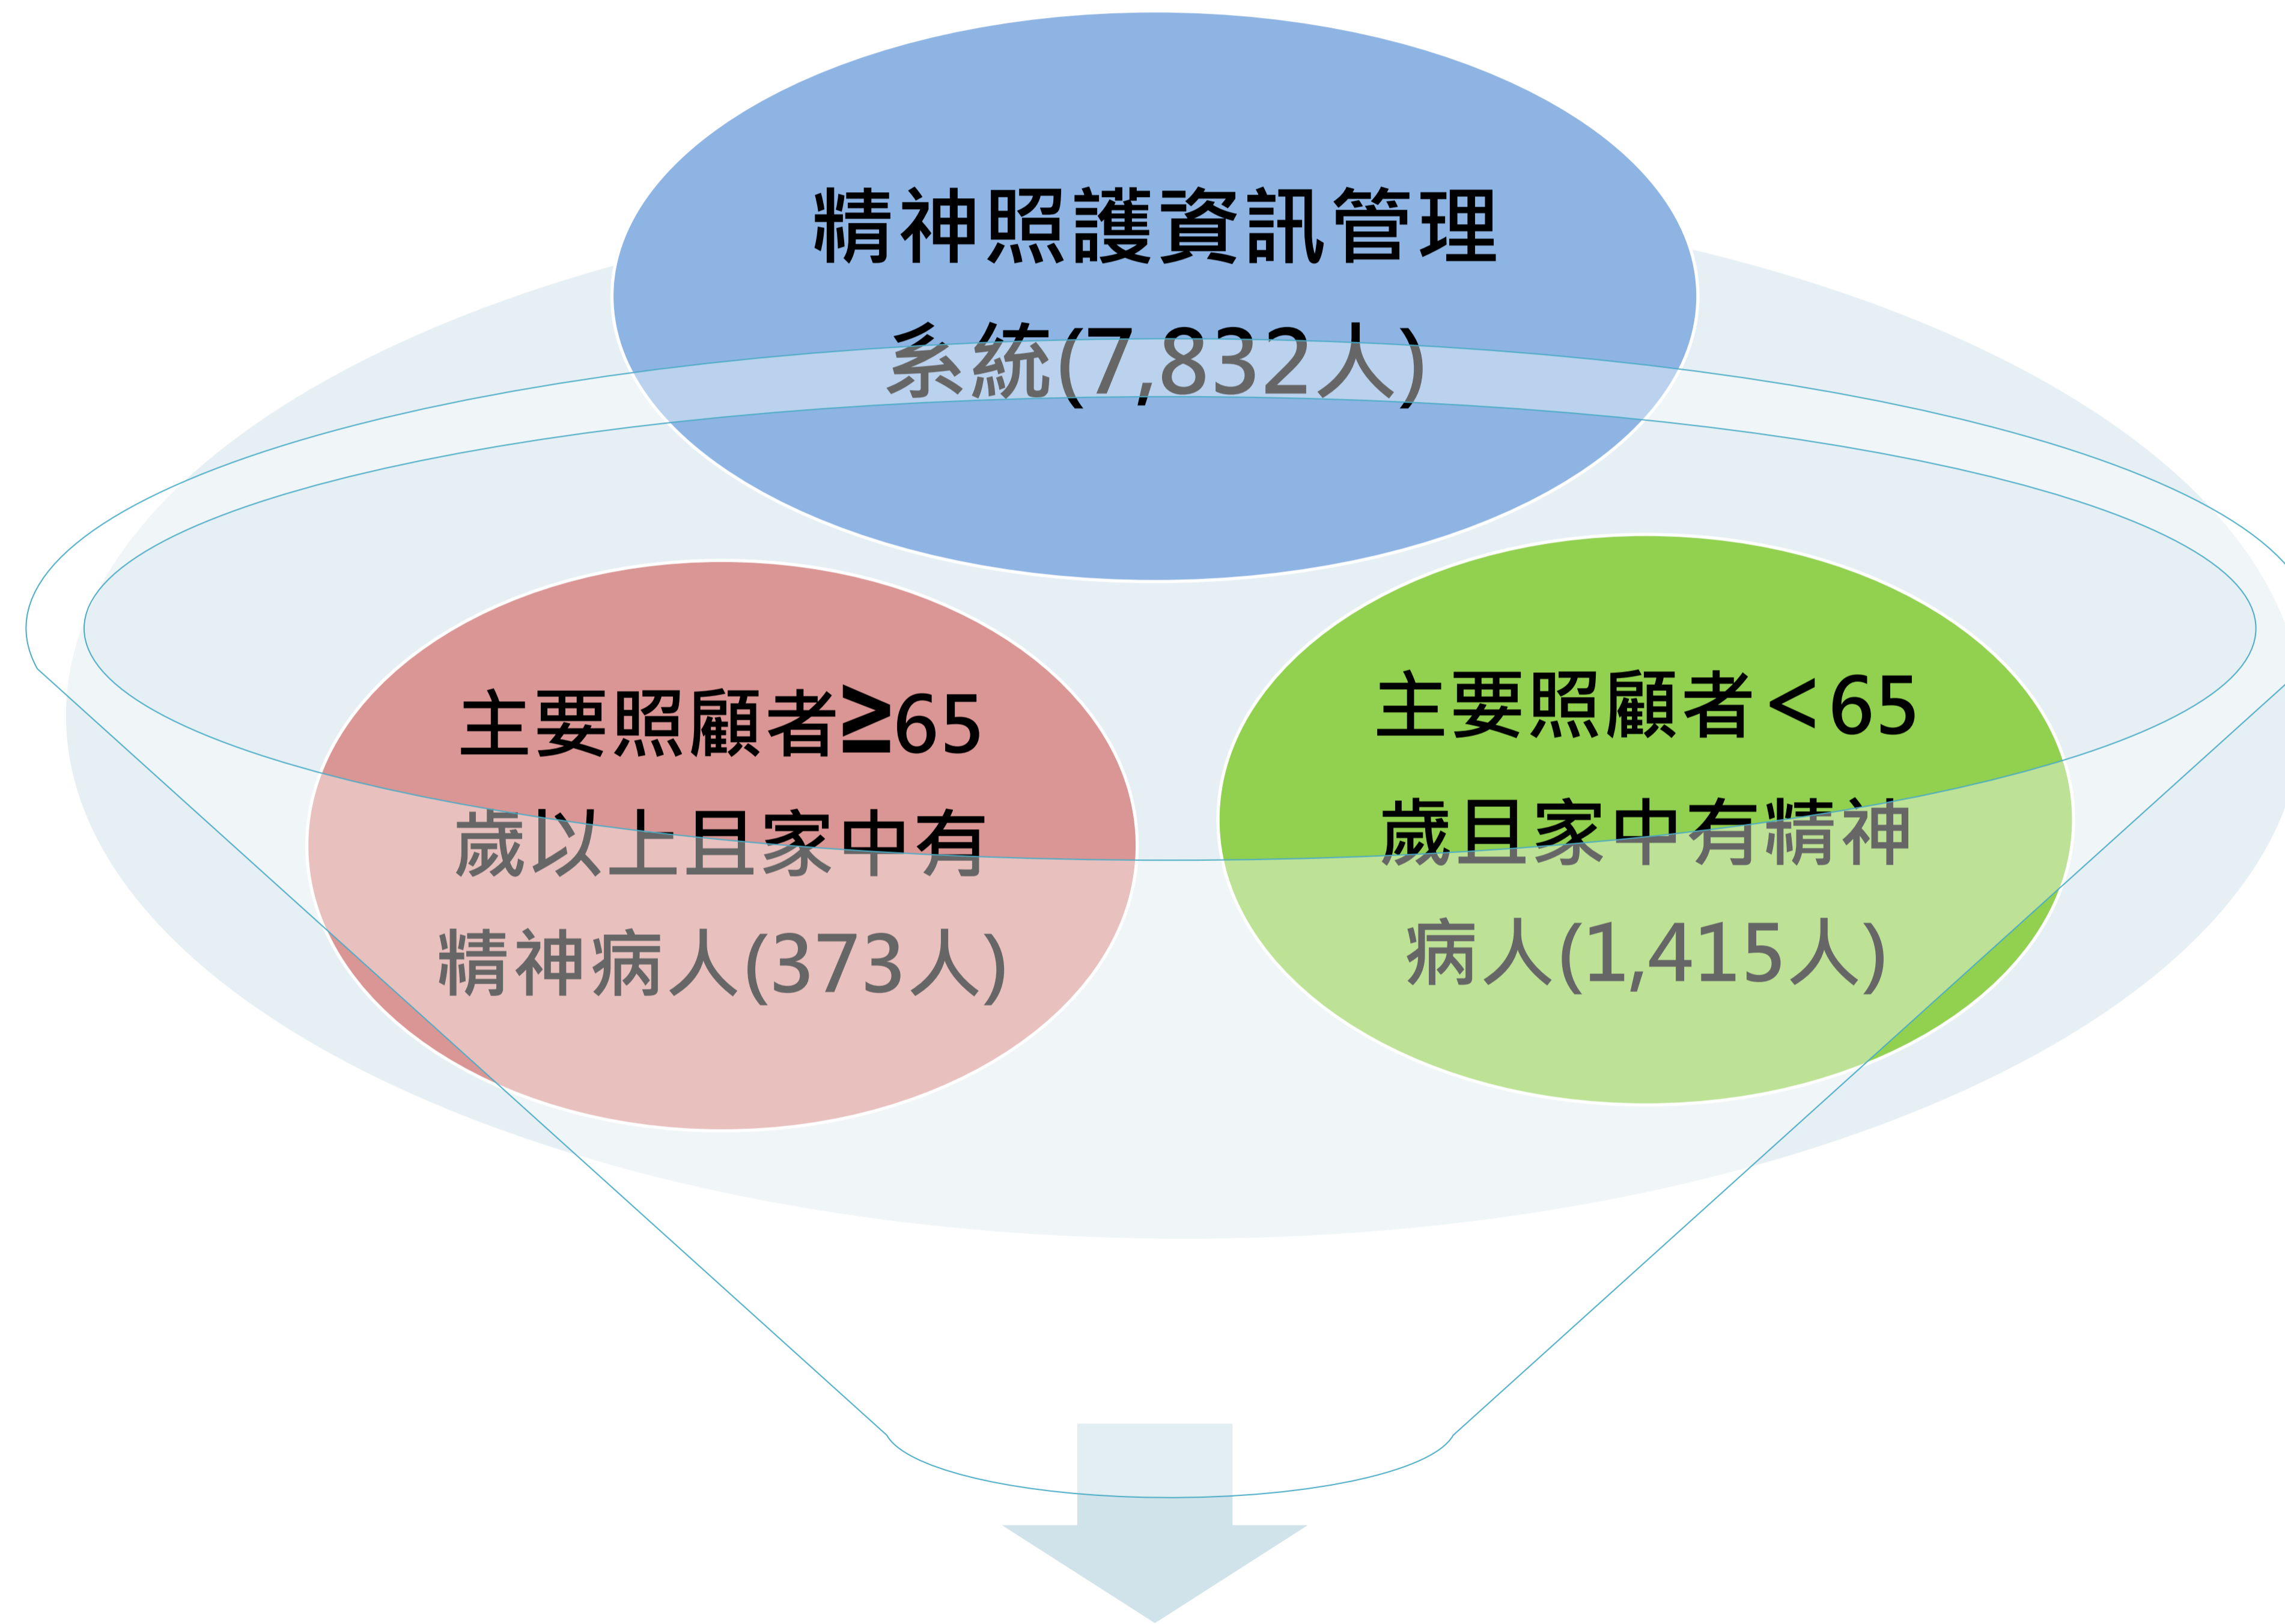 精神照護資訊管理
系統(7,832人)
主要照顧者≧65
歲以上且家中有
精神病人(373人)
主要照顧者<65
歲且家中有精神
病人(1,415人)